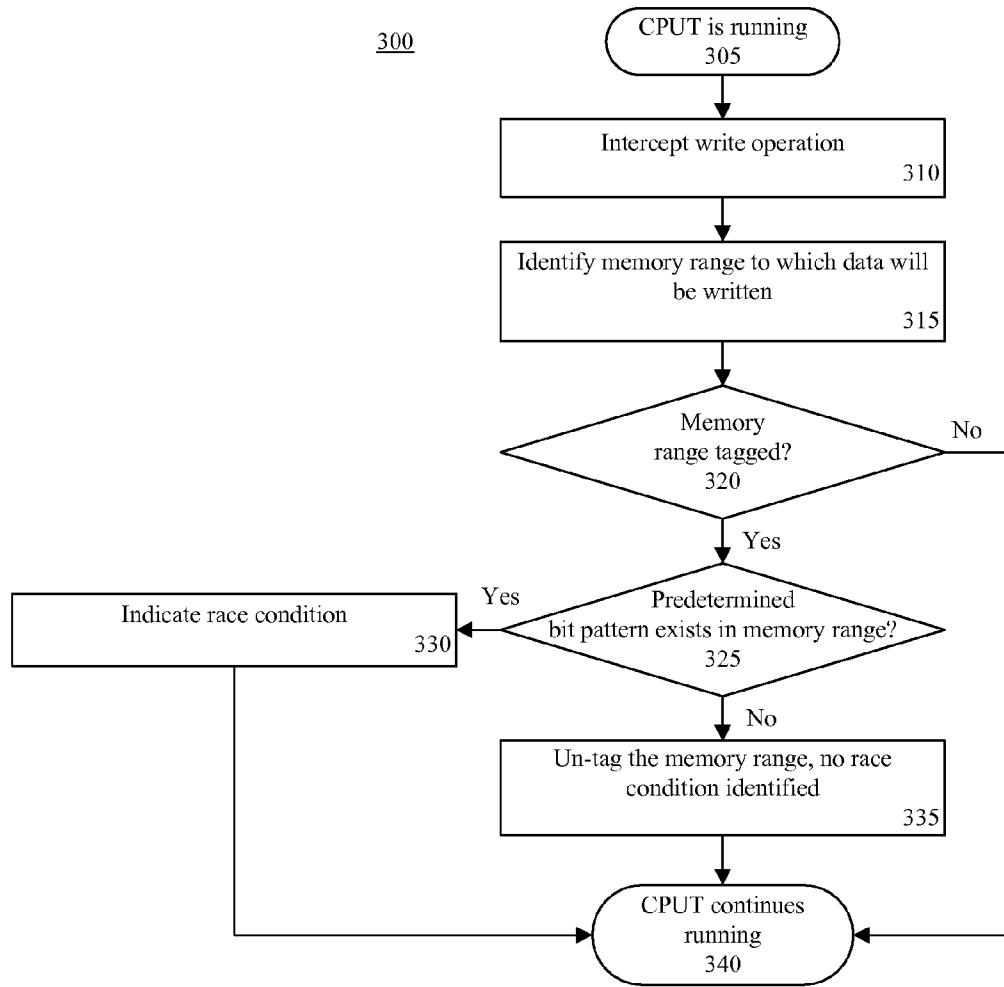 300
CPUT is running
305
Intercept write operation
310
Identify memory range to which data will
be written
315
Memory
range tagged?
320
No
Yes
Predetermined
bit pattern exists in memory range?
325
Yes
Indicate race condition
330
No
Un-tag the memory range, no race
condition identified
335
CPUT continues
running
340